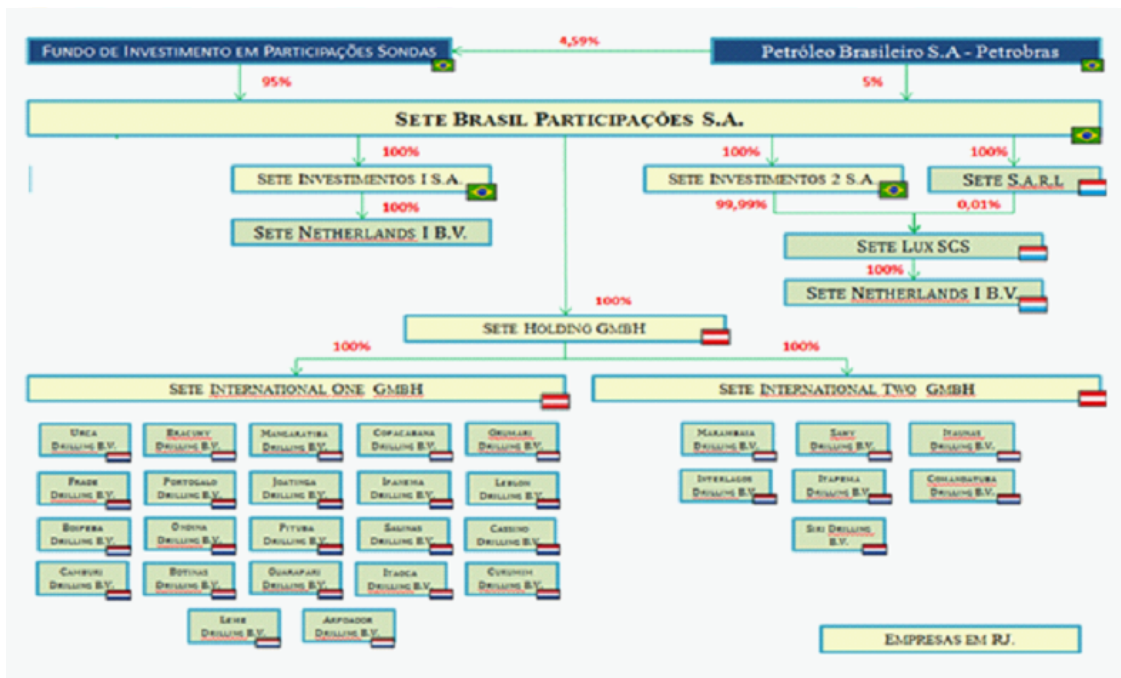 FUNDO DE INVESTIMENTO EM PARTICIPAÇÕES SONDAS
4,59%
Petróleo Brasileiro S.A - Petrobras
95%
5%
SETE BRASIL PARTICIPAÇÕES S.A.
100%
100%
100%
SETE INVESTIMENTOS I S.A.
SETE INVESTIMENTOS 2 S.A.
SETE S.A.R.L
100%
99,99%
0,01%
SETE NETHERLANDS I B.V.
SETE LUX SCS
100%
SETE NETHERLANDS I B.V.
100%
SETE HOLDING GMBH
100%
100%
SETE INTERNATIONAL ONE GMBH
SETE INTERNATIONAL TWO GMBH
URCA
DRILLING B.V.
BRACUHY
DRILLING B.V.
MANGARATIBA
DRILLING B.V.
COPACABANA
DRILLING B.V.
GRUMARI
DRILLING B.V.
MARAMBAIA
DRILLING B.V.
SAHY
DRILLING B.V.
ITAUNAS
DRILLING B.V.
FRADE
DRILLING B.V.
PORTOGALO
DRILLING B.V.
JOATINGA
DRILLING B.V.
IPANEMA
DRILLING B.V.
LEBLON
DRILLING B.V.
INTERLAGOS
DRILLING B.V.
ITAPEMA
DRILLING B.V.
COMANDATUBA
DRILLING B.V.
BOIPEBA
DRILLING B.V.
ONDINA
DRILLING B.V.
PITUBA
DRILLING B.V.
SALINAS
DRILLING B.V.
CASSINO
DRILLING B.V.
SIRI DRILLING
B.V.
CAMBURI
DRILLING B.V.
BOTINAS
DRILLING B.V.
GUARAPARI
DRILLING B.V.
ITAOCA
DRILLING B.V.
CURUMIM
DRILLING B.V.
LEME
DRILLING B.V.
ARPOADOR
DRILLING B.V.
EMPRESAS EM RJ.